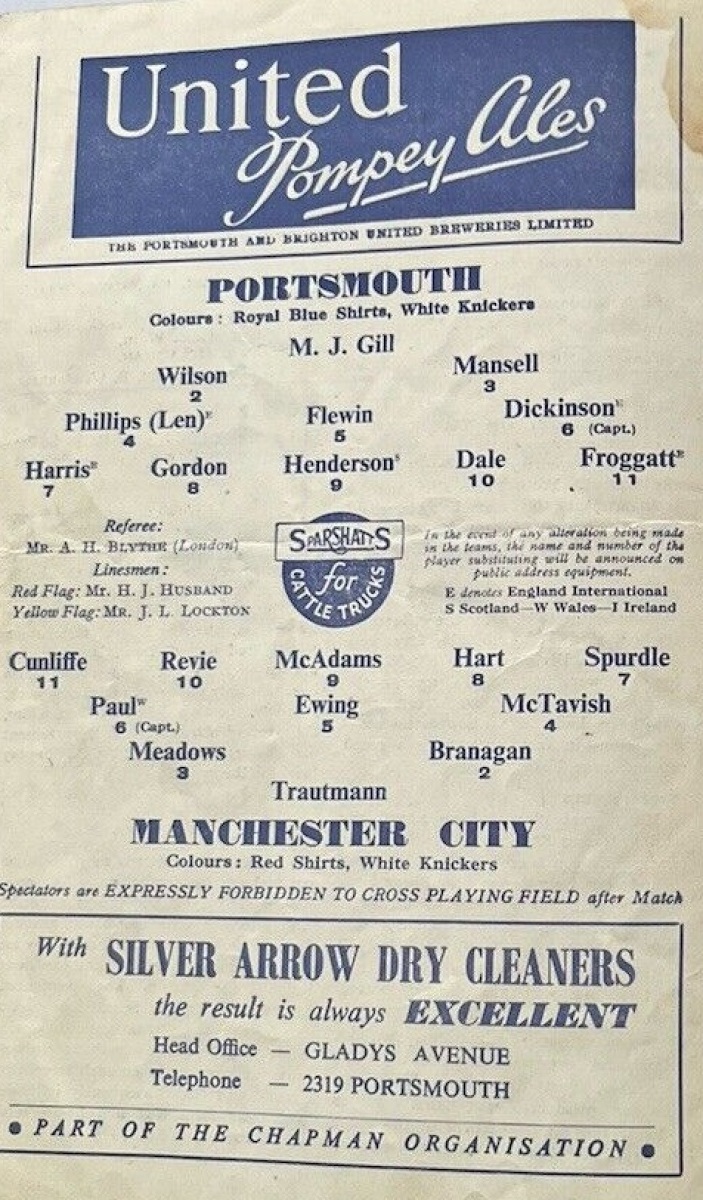 United
Pompey Ales
THE PORTSMOUTH AND BRIGHTON UNITED BREWERIES LIMITED
PORTSMOUTH
Colours : Royal Blue Shirts, White Knickers
M. J. Gill
Wilson Mansell
2 3
Phillips (Len)ᴱ Flewin Dickinsonᴱ
4 5 6 (Capt.)
Harrisᴱ Gordon Hendersonˢ Dale Froggattᴱ
7 8 9 10 11
Referee:
MR. A. H. BLYTHE (London)
Linesmen :
Red Flag: Mr. H. J. HUSBAND
Yellow Flag: MR. J. L. LOCKTON
SPARSHATTS
for
CATTLE TRUCKS
In the event of any alteration being made
in the teams, the name and number of the
player substituting will be announced on
public address equipment.
E denotes England International
S Scotland—W Wales—I Ireland
Cunliffe Revie McAdams Hart Spurdle
11 10 9 8 7
Paulᵂ Ewing McTavish
6 (Capt.) 5 4
Meadows Branagan
3 2
Trautmann
MANCHESTER CITY
Colours : Red Shirts, White Knickers
Spectators are EXPRESSLY FORBIDDEN TO CROSS PLAYING FIELD after Match
With SILVER ARROW DRY CLEANERS
the result is always EXCELLENT
Head Office — GLADYS AVENUE
Telephone — 2319 PORTSMOUTH
● PART OF THE CHAPMAN ORGANISATION ●